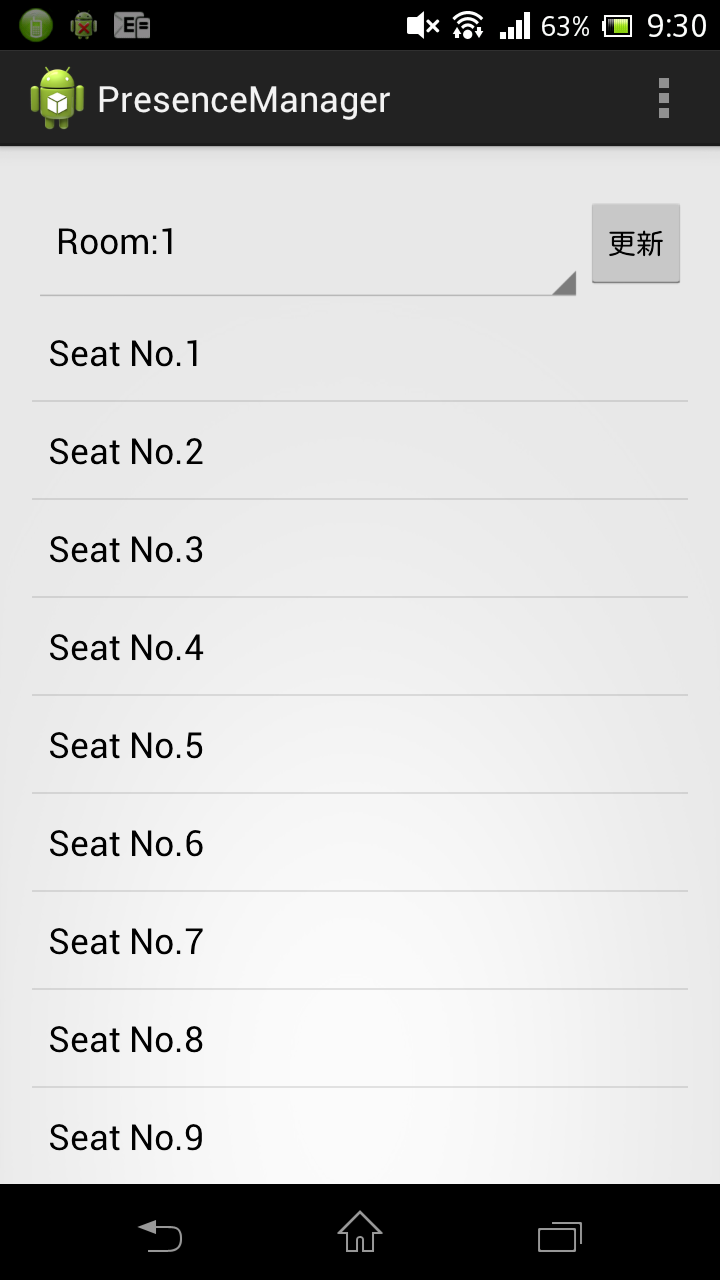 63% 9:30
PresenceManager
Room:1
更新
Seat No.1
Seat No.2
Seat No.3
Seat No.4
Seat No.5
Seat No.6
Seat No.7
Seat No.8
Seat No.9